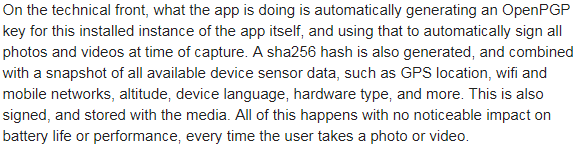 On the technical front, what the app is doing is automatically generating an OpenPGP
key for this installed instance of the app itself, and using that to automatically sign all
photos and videos at time of capture. A sha256 hash is also generated, and combined
with a snapshot of all available device sensor data, such as GPS location, wifi and
mobile networks, altitude, device language, hardware type, and more. This is also
signed, and stored with the media. All of this happens with no noticeable impact on
battery life or performance, every time the user takes a photo or video.